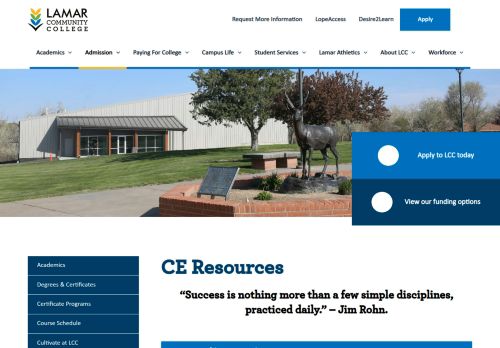 LAMAR
COMMUNITY
COLLEGE
Request More Information LopeAccess Desire2Learn Apply
Academics Admission Paying For College Campus Life Student Services Lamar Athletics About LCC Workforce
Apply to LCC today
View our funding options
Academics
Degrees & Certificates
Certificate Programs
Course Schedule
Cultivate at LCC
CE Resources
“Success is nothing more than a few simple disciplines,
practiced daily.” – Jim Rohn.